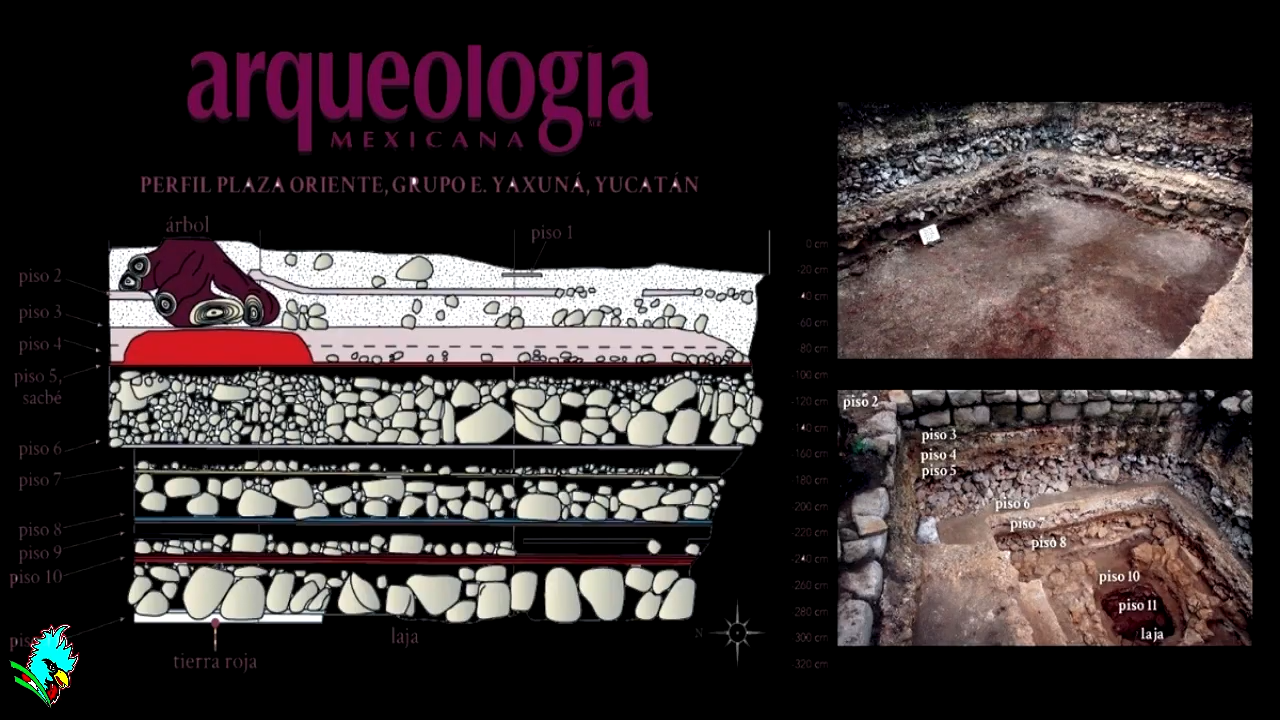 arqueología
MEXICANA
PERFIL PLAZA ORIENTE, GRUPO E. YAXUNÁ, YUCATÁN
árbol
piso 1
piso 2
piso 3
piso 4
piso 5,
sacbé
piso 6
piso 7
piso 8
piso 9
piso 10
laja
tierra roja
N
0 cm
-20 cm
-40 cm
-60 cm
-80 cm
-100 cm
-120 cm
-140 cm
-160 cm
-180 cm
-200 cm
-220 cm
-240 cm
-260 cm
-280 cm
-300 cm
-320 cm
piso 2
piso 3
piso 4
piso 5
piso 6
piso 7
piso 8
piso 10
piso 11
laja